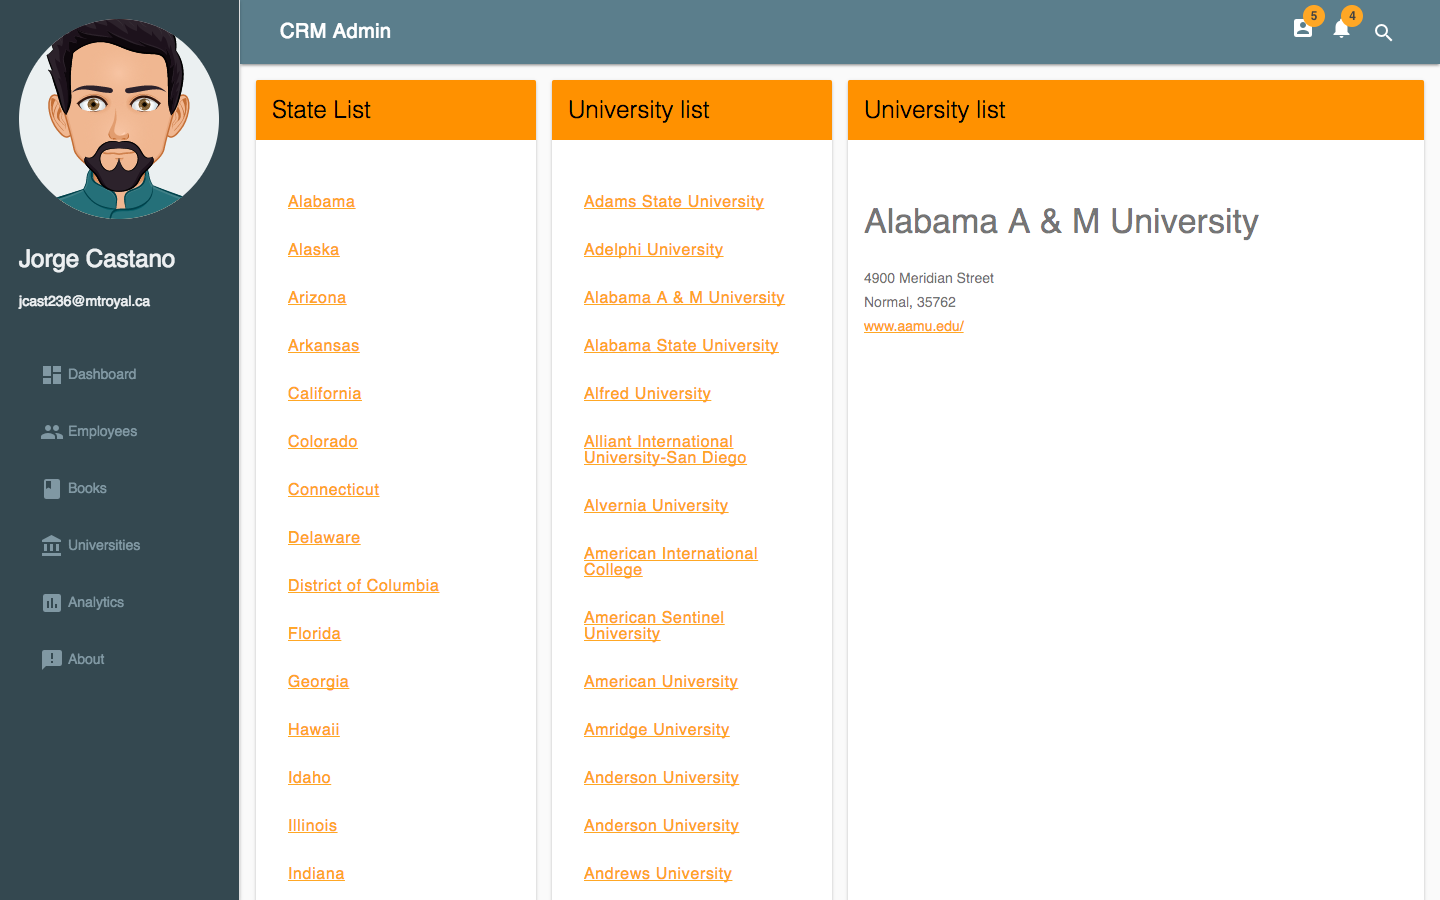 Jorge Castano
jcast236@mtroyal.ca
Dashboard
Employees
Books
Universities
Analytics
About
CRM Admin
5
4
State List
Alabama
Alaska
Arizona
Arkansas
California
Colorado
Connecticut
Delaware
District of Columbia
Florida
Georgia
Hawaii
Idaho
Illinois
Indiana
University list
Adams State University
Adelphi University
Alabama A & M University
Alabama State University
Alfred University
Alliant International
University-San Diego
Alvernia University
American International
College
American Sentinel
University
American University
Amridge University
Anderson University
Anderson University
Andrews University
University list
Alabama A & M University
4900 Meridian Street
Normal, 35762
www.aamu.edu/